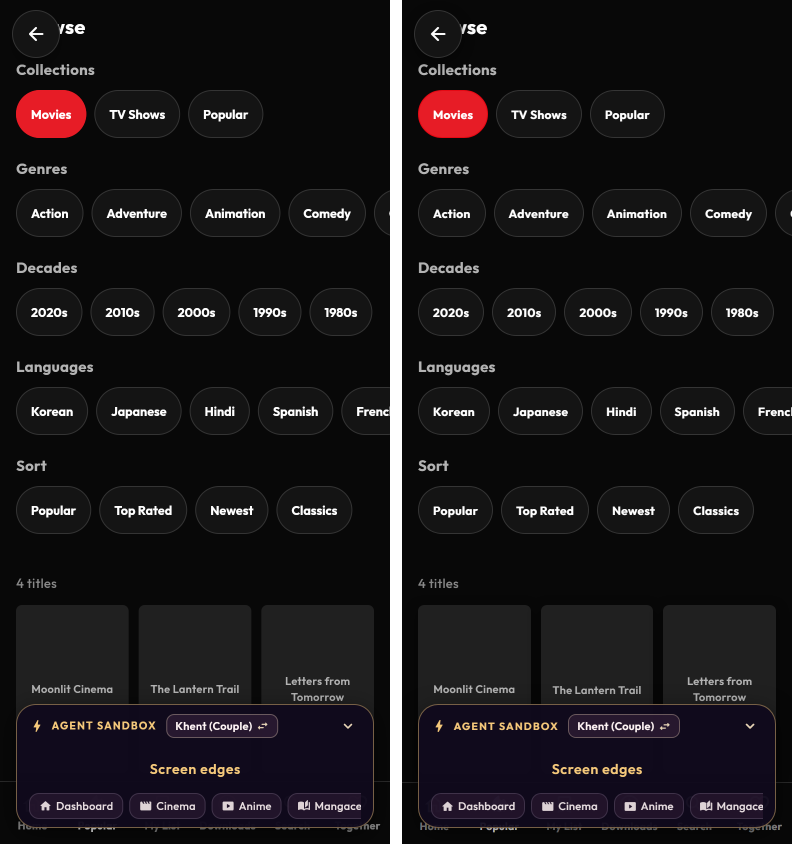 Collections
Movies TV Shows Popular
Genres
Action Adventure Animation Comedy
Decades
2020s 2010s 2000s 1990s 1980s
Languages
Korean Japanese Hindi Spanish
Sort
Popular Top Rated Newest Classics
4 titles
Moonlit Cinema The Lantern Trail Letters from
Tomorrow
AGENT SANDBOX Khent (Couple)
Screen edges
Dashboard Cinema Anime Mangace
Collections
Movies TV Shows Popular
Genres
Action Adventure Animation Comedy
Decades
2020s 2010s 2000s 1990s 1980s
Languages
Korean Japanese Hindi Spanish
Sort
Popular Top Rated Newest Classics
4 titles
Moonlit Cinema The Lantern Trail Letters from
Tomorrow
AGENT SANDBOX Khent (Couple)
Screen edges
Dashboard Cinema Anime Mangace